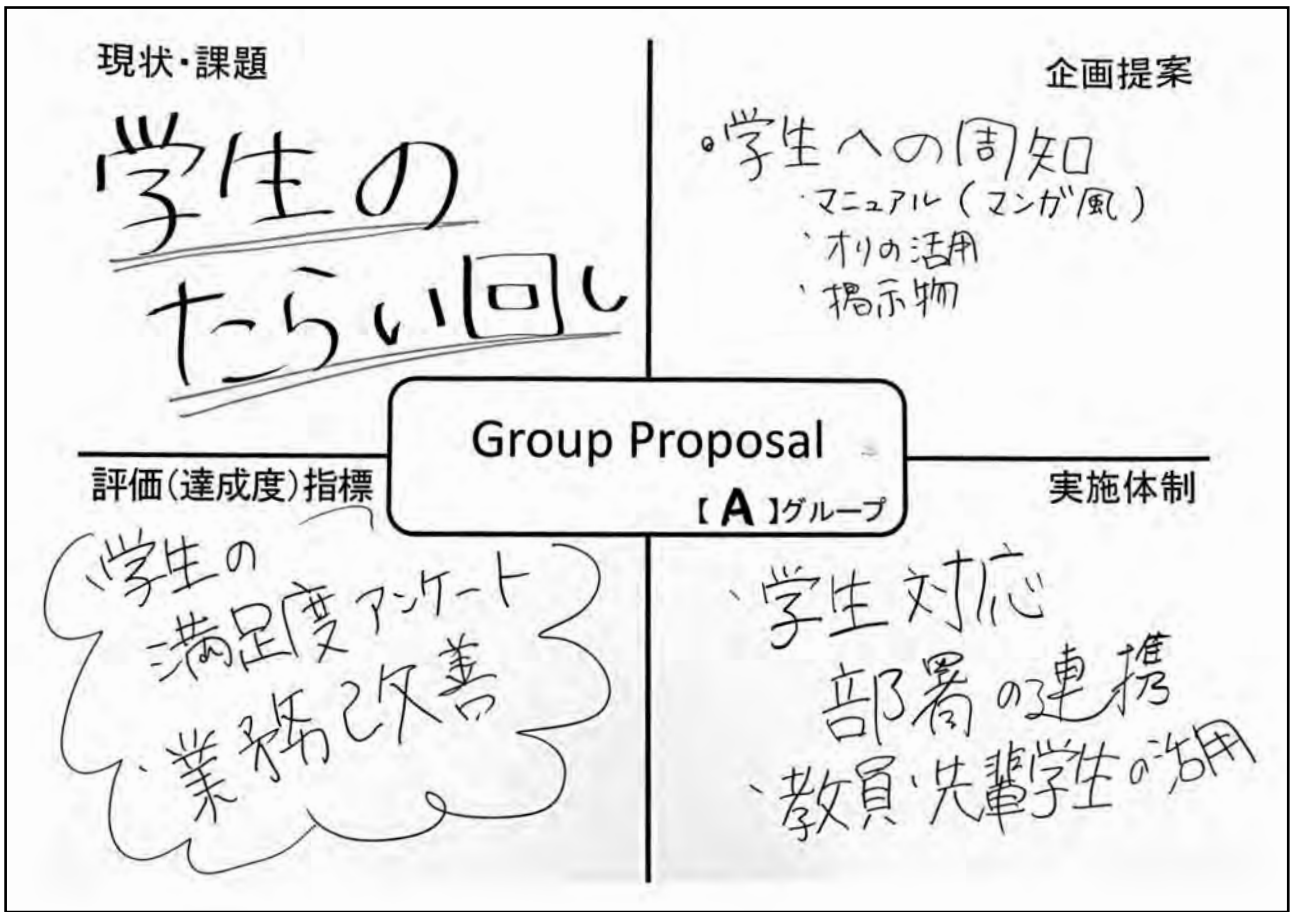 現状・課題
学生の
たらい回し
企画提案
。学生への周知
・マニュアル(マンガ風)
・オリの活用
・掲示物
Group Proposal
【A】グループ
評価(達成度)指標
・学生の
満足度アンケート
・業務改善
実施体制
・学生対応
部署の連携
・教員・先輩学生の活用